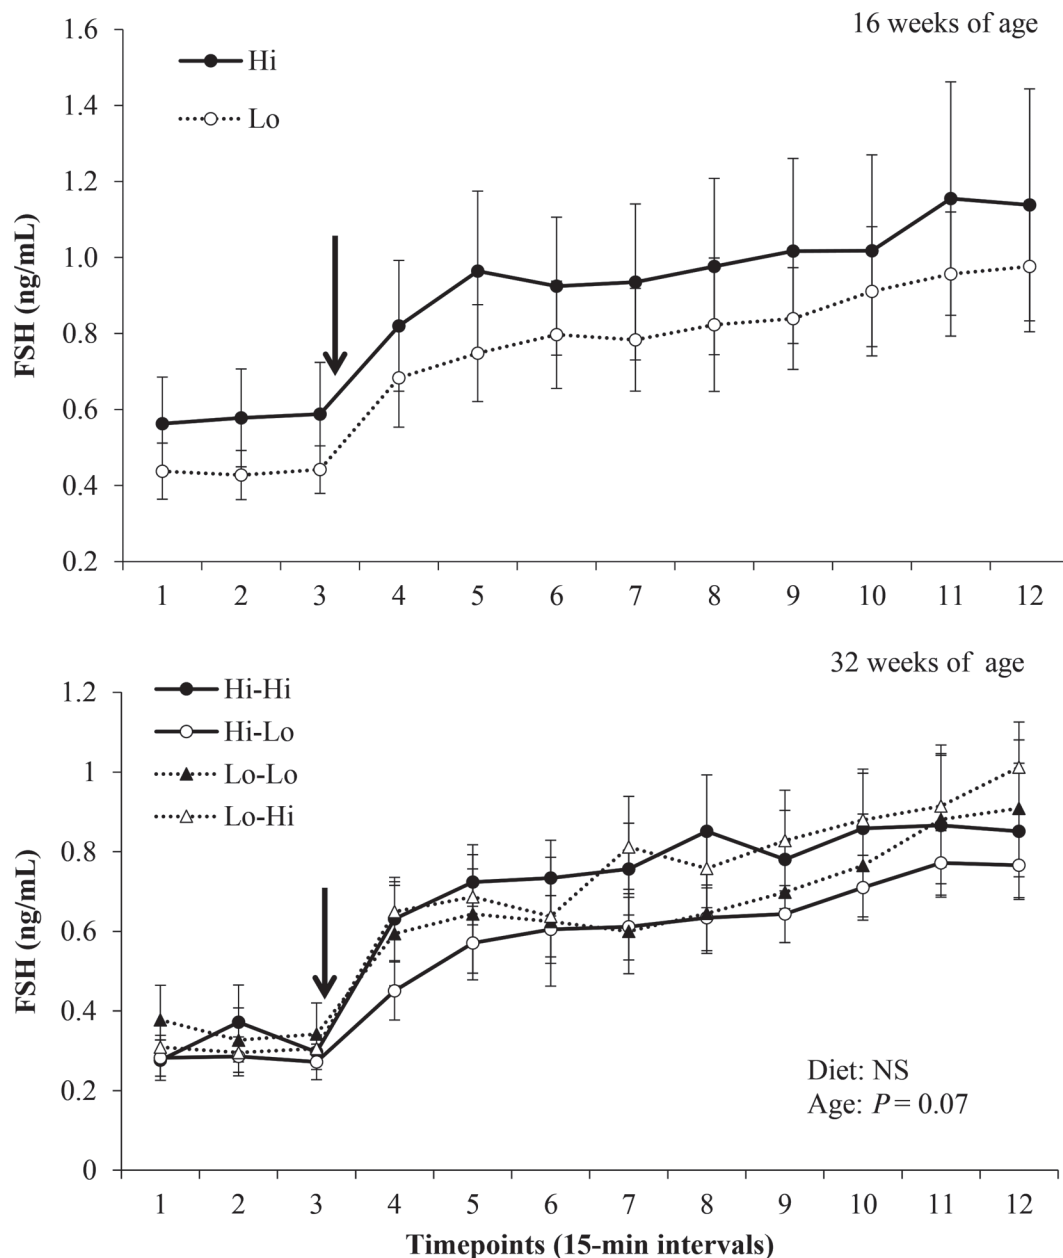 16 weeks of age
1.6
1.4
1.2
1.0
0.8
0.6
0.4
0.2
FSH (ng/mL)
Hi
Lo
1 2 3 4 5 6 7 8 9 10 11 12
32 weeks of age
1.2
1
0.8
0.6
0.4
0.2
0
FSH (ng/mL)
Hi-Hi
Hi-Lo
Lo-Lo
Lo-Hi
Diet: NS
Age: P = 0.07
1 2 3 4 5 6 7 8 9 10 11 12
Timepoints (15-min intervals)